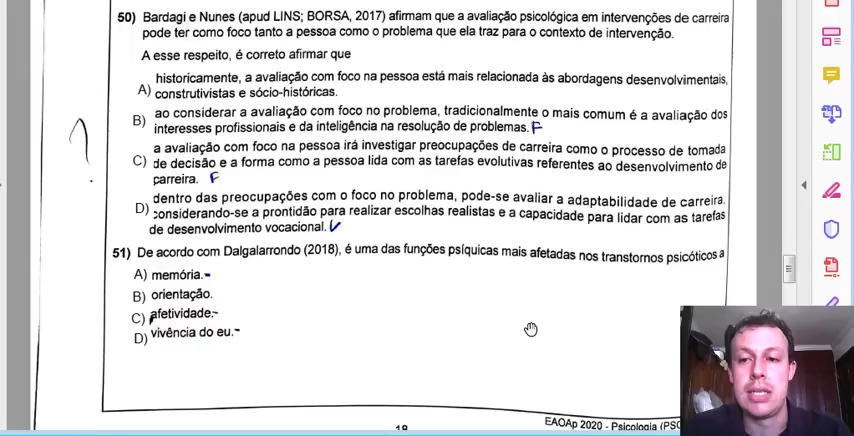 50) Bardagi e Nunes (apud LINS; BORSA, 2017) afirmam que a avaliação psicológica em intervenções de carreira
pode ter como foco tanto a pessoa como o problema que ela traz para o contexto de intervenção.
A esse respeito, é correto afirmar que
historicamente, a avaliação com foco na pessoa está mais relacionada às abordagens desenvolvimentais,
A) construtivistas e sócio-históricas.
ao considerar a avaliação com foco no problema, tradicionalmente o mais comum é a avaliação dos
B) interesses profissionais e da inteligência na resolução de problemas. F
a avaliação com foco na pessoa irá investigar preocupações de carreira como o processo de tomada
C) de decisão e a forma como a pessoa lida com as tarefas evolutivas referentes ao desenvolvimento de
carreira. F
dentro das preocupações com o foco no problema, pode-se avaliar a adaptabilidade de carreira,
D) considerando-se a prontidão para realizar escolhas realistas e a capacidade para lidar com as tarefas
de desenvolvimento vocacional.
?
51) De acordo com Dalgalarrondo (2018), é uma das funções psíquicas mais afetadas nos transtornos psicóticos a
A) memória.
B) orientação.
C) afetividade.
D) vivência do eu.
18
EAOAp 2020 - Psicologia (PS